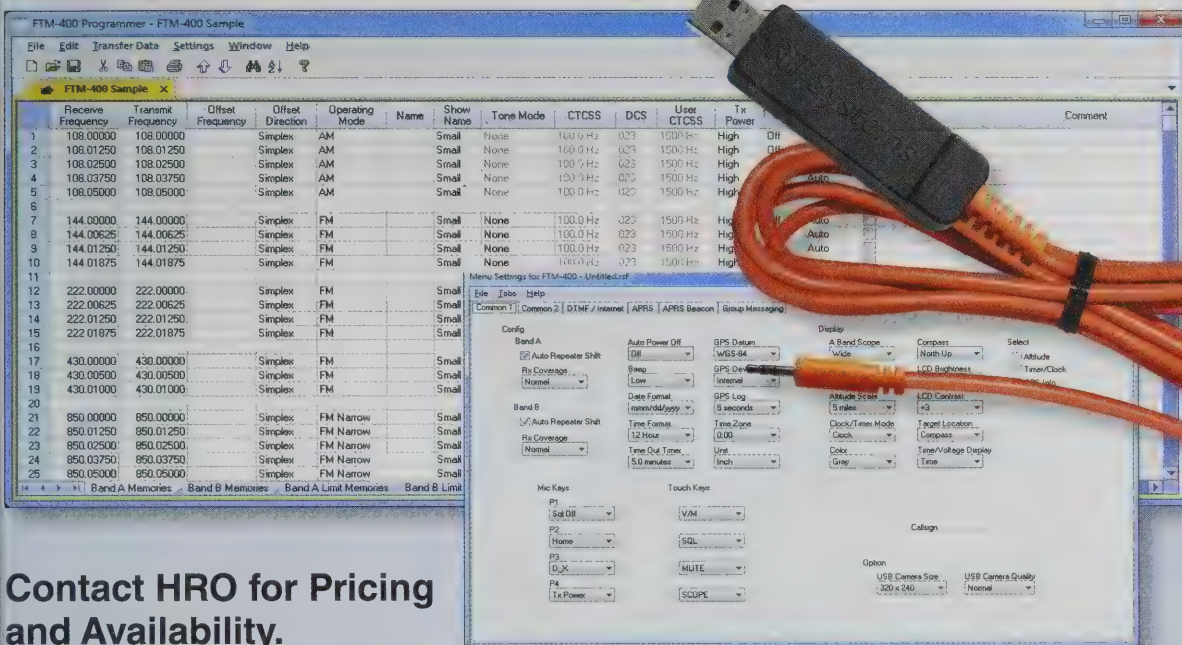 FTM-400 Programmer - FTM-400 Sample
File Edit Transfer Data Settings Window Help
FTM-400 Sample X
Receive Frequency Transmit Frequency Offset Frequency Offset Direction Operating Mode Name Show Name Tone Mode CTCSS DCS User CTCSS Tx Power Comment
1 108.00000 108.00000 Simplex AM Small None 100.0 Hz 023 1500 Hz High Off
2 108.01250 108.01250 Simplex AM Small None 100.0 Hz 023 1500 Hz High Off
3 108.02500 108.02500 Simplex AM Small None 100.0 Hz 023 1500 Hz High
4 108.03750 108.03750 Simplex AM Small None 100.0 Hz 023 1500 Hz High Auto
5 108.05000 108.05000 Simplex AM Small None 100.0 Hz 023 1500 Hz High
6
7 144.00000 144.00000 Simplex FM Small None 100.0 Hz 023 1500 Hz High Off Auto
8 144.00625 144.00625 Simplex FM Small None 100.0 Hz 023 1500 Hz Auto
9 144.01250 144.01250 Simplex FM Small None 100.0 Hz 023 1500 Hz Auto
10 144.01875 144.01875 Simplex FM Small None 100.0 Hz 023 1500 Hz
11
12 222.00000 222.00000 Simplex FM Small
13 222.00625 222.00625 Simplex FM Small
14 222.01250 222.01250 Simplex FM Small
15 222.01875 222.01875 Simplex FM Small
16
17 430.00000 430.00000 Simplex FM Small
18 430.00500 430.00500 Simplex FM Small
19 430.01000 430.01000 Simplex FM Small
20
21 850.00000 850.00000 Simplex FM Narrow Small
22 850.01250 850.01250 Simplex FM Narrow Small
23 850.02500 850.02500 Simplex FM Narrow Small
24 850.03750 850.03750 Simplex FM Narrow Small
25 850.05000 850.05000 Simplex FM Narrow Small
Band A Memories Band B Memories Band A Limit Memories Band B Limit
Menu Settings for FTM-400 - Untitled.rsf
File Tabs Help
Common 1 Common 2 DTMF / Internet APRS APRS Beacon Group Messaging
Config Display
Band A Auto Power Off GPS Datum A Band Scope Compass Select
Auto Repeater Shift Off WGS-84 Wide North Up Altitude
Rx Coverage Beep GPS LCD Brightness Timer/Clock
Normal Low Internal
Date Format GPS Log Altitude Scale LCD Contrast
Band B mmm/dd/yyyy 5 seconds 5 miles +3
Auto Repeater Shift Time Format Time Zone Clock/Timer Mode Target Location
12 Hour 0:00 Clock Compass
Rx Coverage Time Out Timer Unit Color Time/Voltage Display
Normal 5.0 minutes Inch Gray Time
Mic Keys Touch Keys
P1
Sql Off V/M
P2 Callsign
Home SQL
P3
D_X MUTE Option
P4 USB Camera Size USB Camera Quality
Tx Power SCOPE 320 x 240 Normal
Contact HRO for Pricing
and Availability.